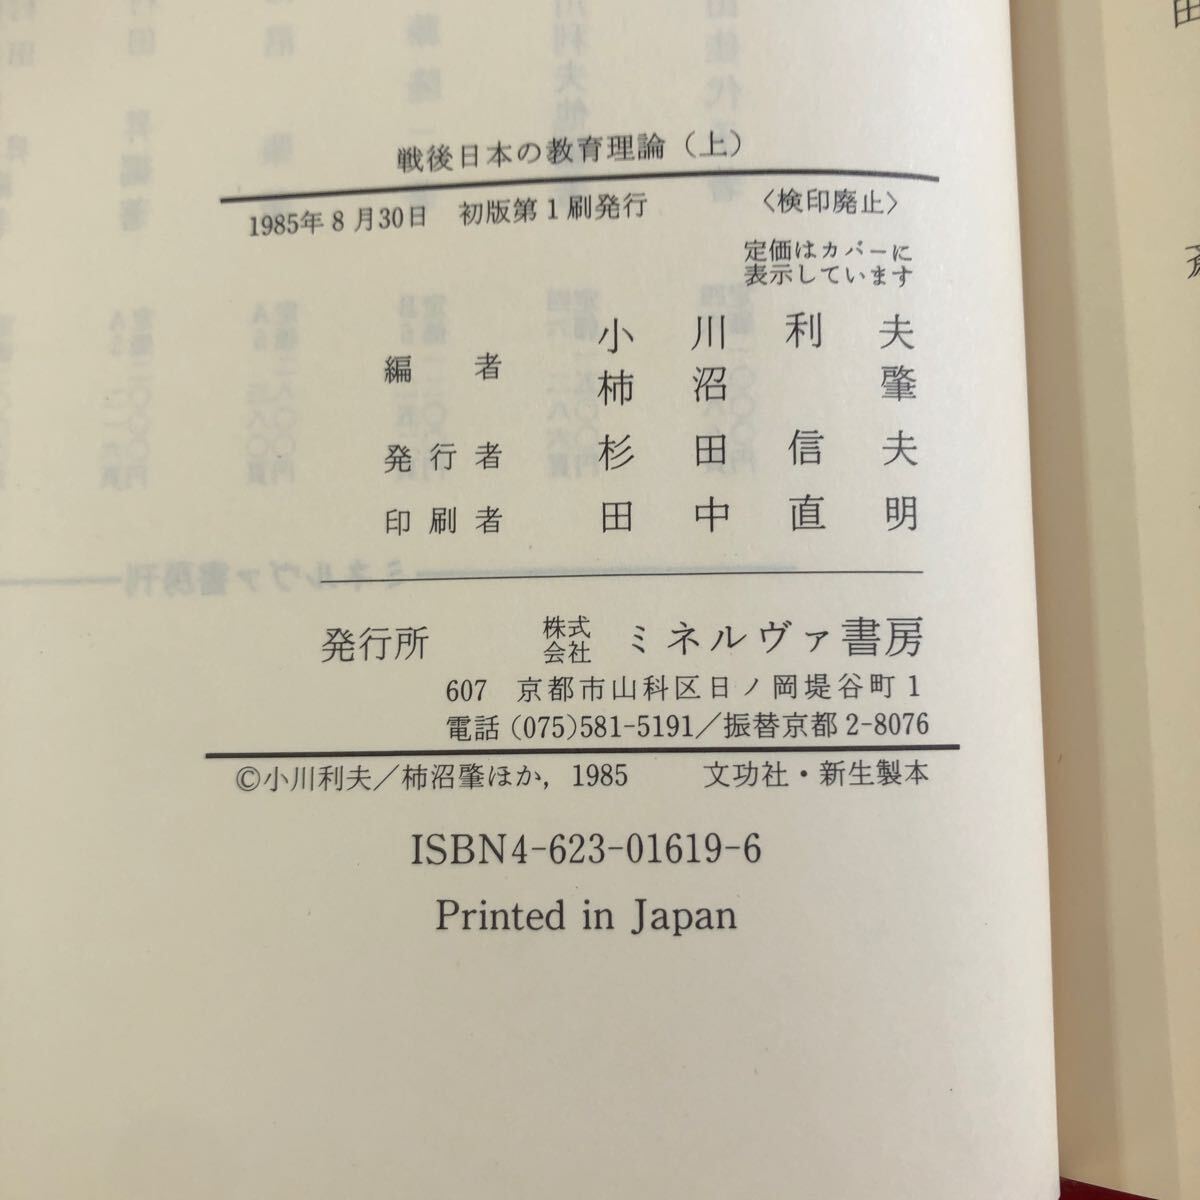 戦後日本の教育理論（上）
1985年8月30日　初版第1刷発行　〈検印廃止〉
定価はカバーに
表示しています
編者　小川利夫
柿沼肇
発行者　杉田信夫
印刷者　田中直明
発行所　株式会社　ミネルヴァ書房
607　京都市山科区日ノ岡堤谷町1
電話（075）581-5191／振替京都2-8076
©小川利夫／柿沼肇ほか，1985　文功社・新生製本
ISBN4-623-01619-6
Printed in Japan